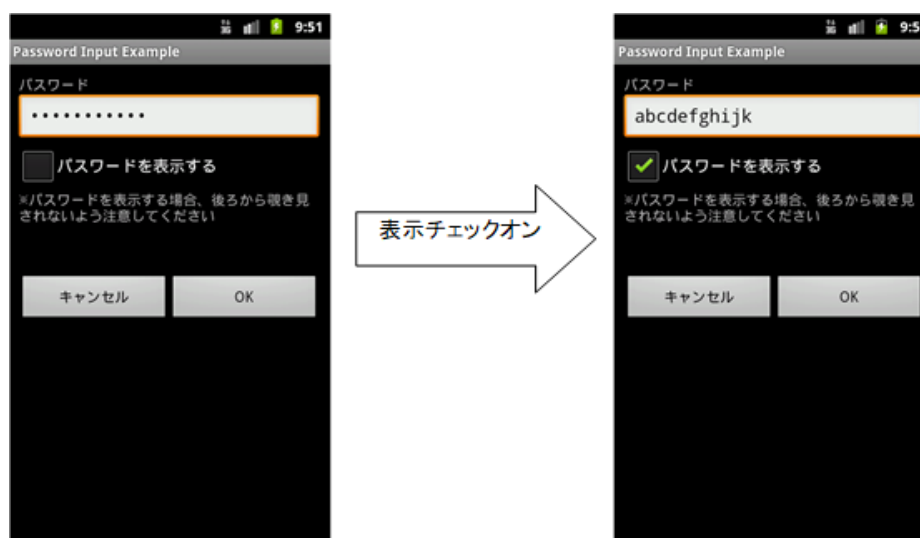 3G 9:51
Password Input Example
パスワード
•••••••••••
パスワードを表示する
※パスワードを表示する場合、後ろから覗き見
されないよう注意してください
キャンセル OK
表示チェックオン
3G 9:5
Password Input Example
パスワード
abcdefghijk
パスワードを表示する
※パスワードを表示する場合、後ろから覗き見
されないよう注意してください
キャンセル OK